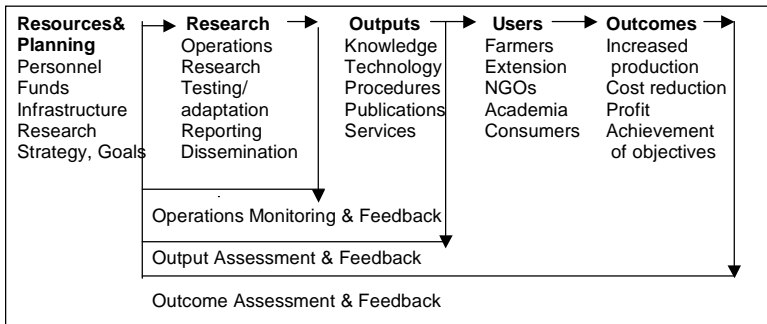 Resources&
Planning
Personnel
Funds
Infrastructure
Research
Strategy, Goals
Research
Operations
Research
Testing/
adaptation
Reporting
Dissemination
Outputs
Knowledge
Technology
Procedures
Publications
Services
Users
Farmers
Extension
NGOs
Academia
Consumers
Outcomes
Increased
production
Cost reduction
Profit
Achievement
of objectives
Operations Monitoring & Feedback
Output Assessment & Feedback
Outcome Assessment & Feedback